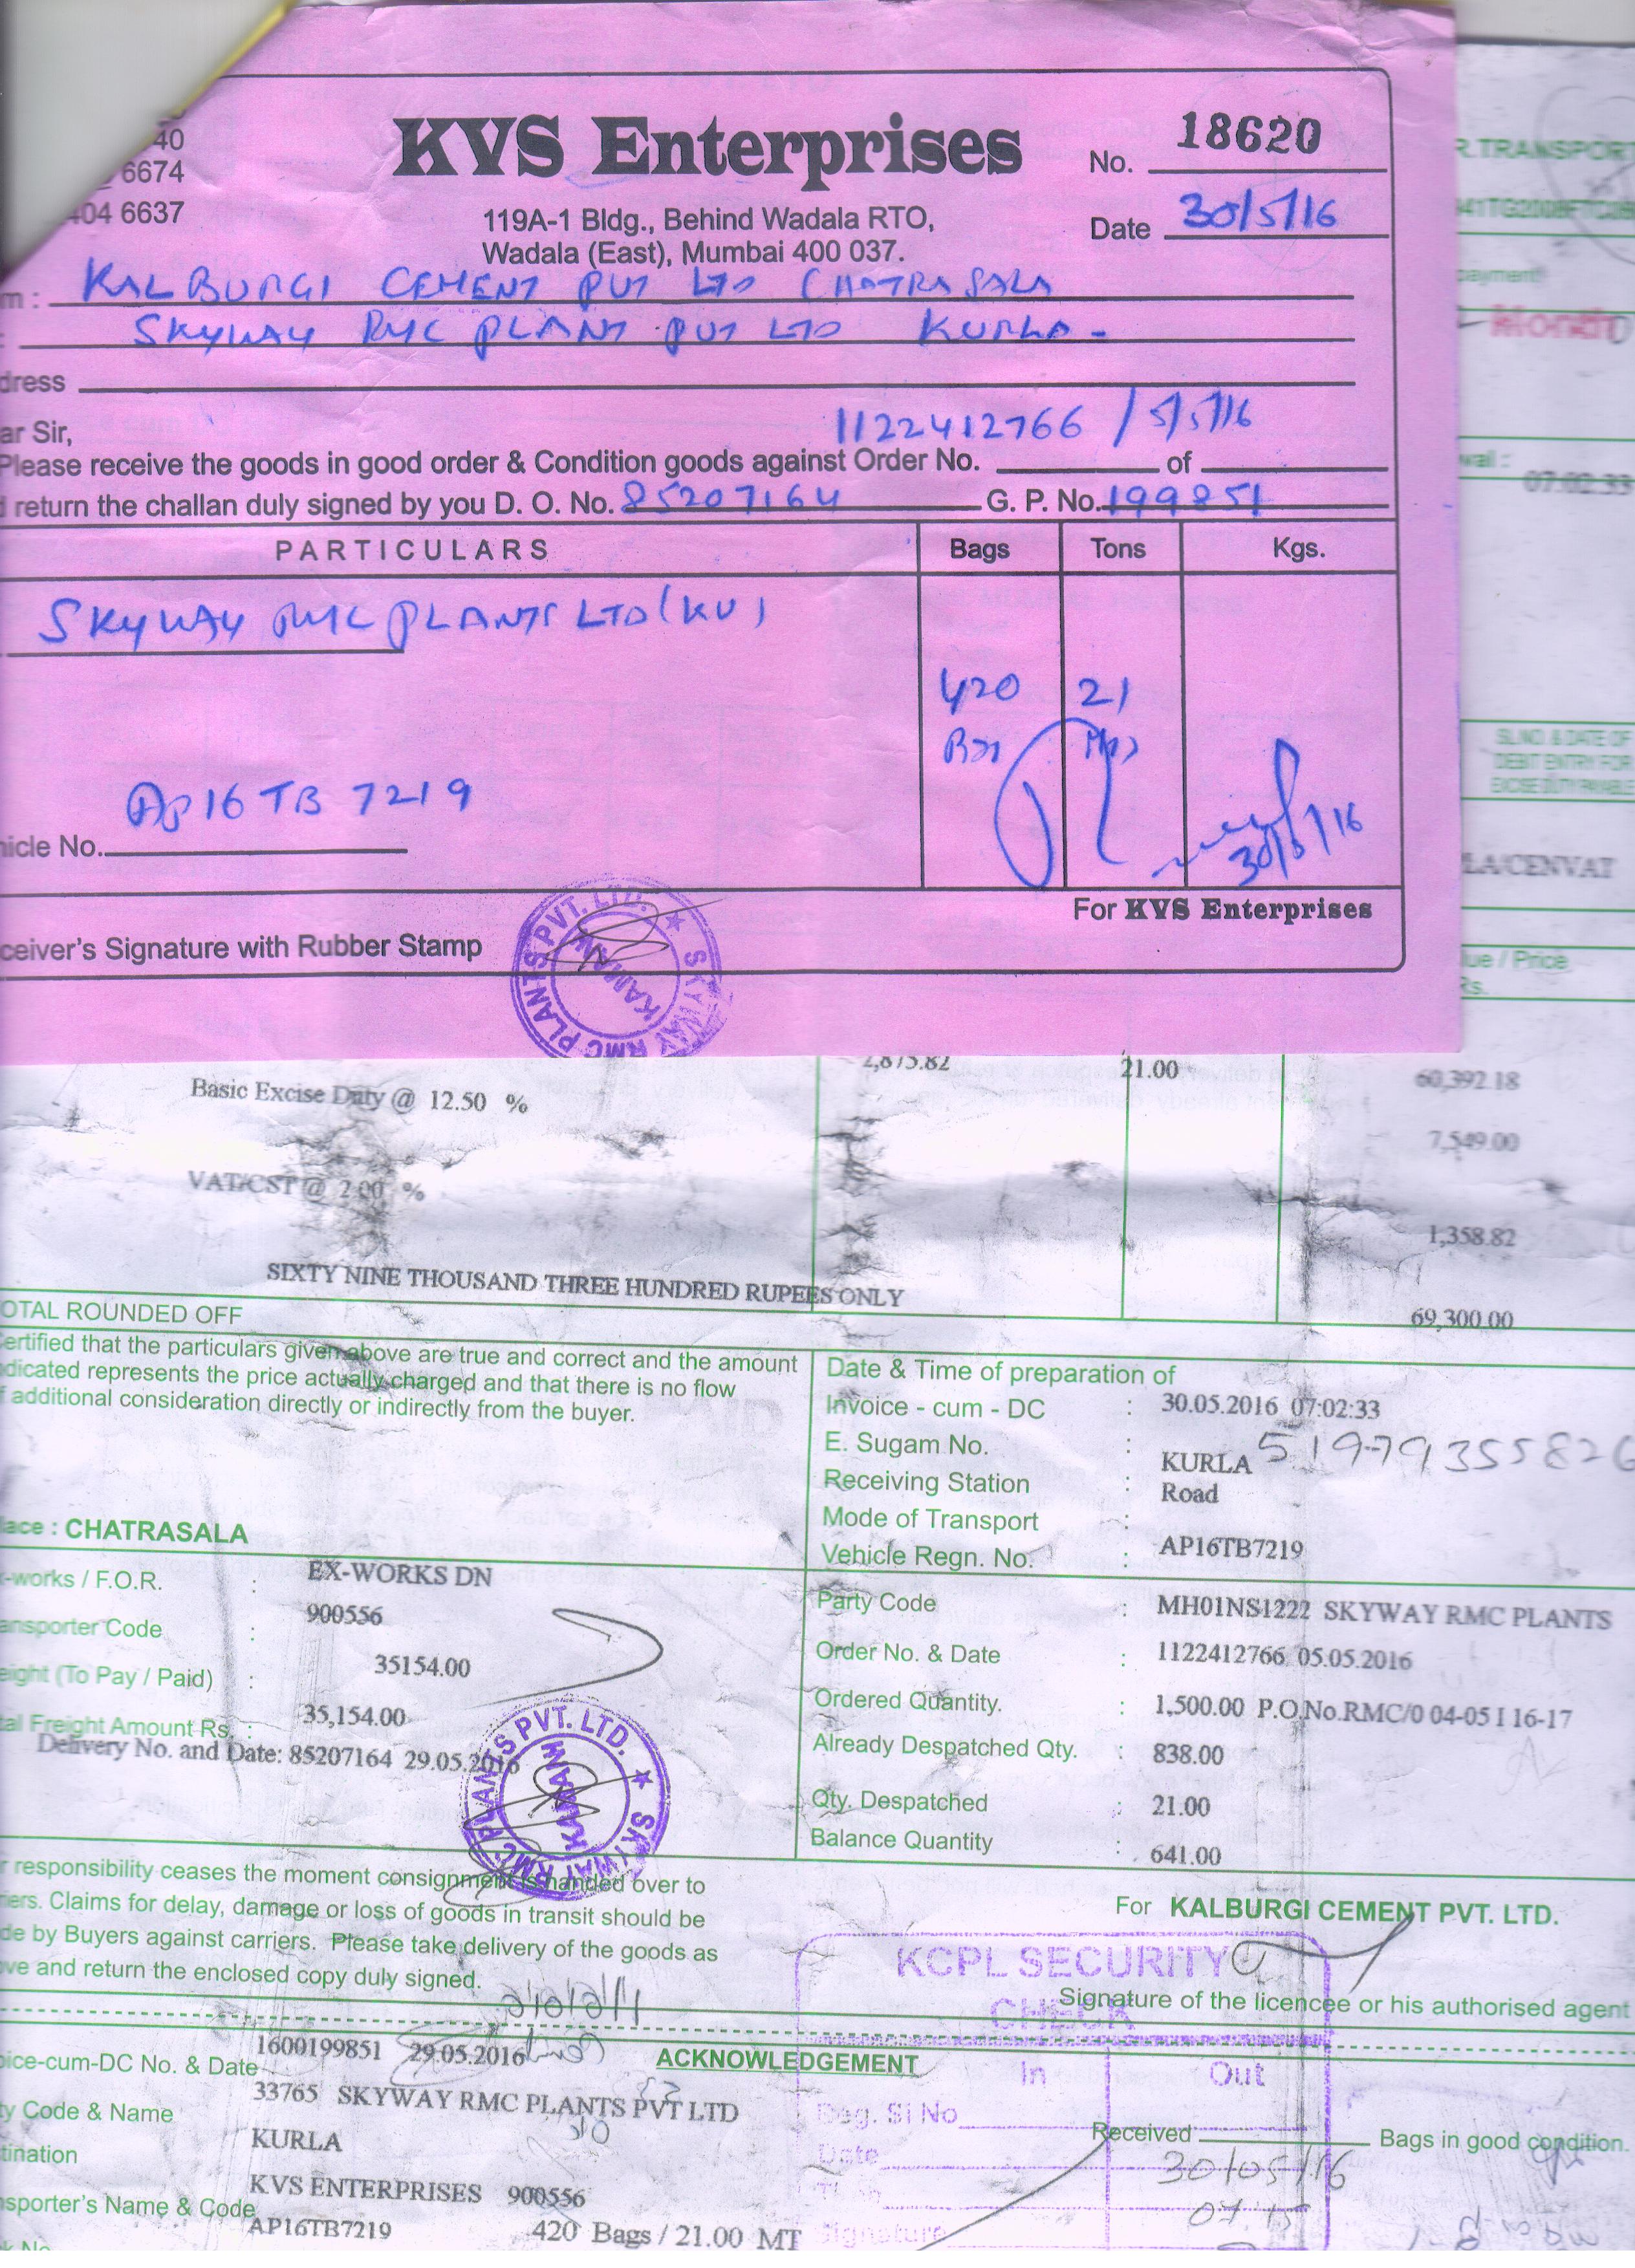 40
6674
404 6637
KVS Enterprises
No. 18620
119A-1 Bldg., Behind Wadala RTO,
Wadala (East), Mumbai 400 037.
Date 30/5/16
m : KALBURGI CEMENT PVT LTD CHATRASALA
: SKYWAY RMC PLANT PVT LTD KURLA -
dress
ar Sir,
1122412766 / 5/5/16
Please receive the goods in good order & Condition goods against Order No. of
return the challan duly signed by you D. O. No. 85207164 G. P. No. 199851
PARTICULARS Bags Tons Kgs.
SKYWAY RMC PLANTS LTD (KU)
420 21
AP16 TB 7219
hicle No.
30/5/16
For KVS Enterprises
ceiver's Signature with Rubber Stamp
SKYWAY RMC PLANTS PVT. LTD. ★
KAMAN
R.TRANSPORT
payment
Month
wal :
07:02:33
SL.NO. & DATE OF
DEBIT ENTRY FOR
EXCISE DUTY PAYABLE
LA/CENVAT
lue / Price
Rs.
2,875.82 21.00 60,392.18
Basic Excise Duty @ 12.50 %
7,549.00
VAT/CST @ 2.00 %
1,358.82
SIXTY NINE THOUSAND THREE HUNDRED RUPEES ONLY
OTAL ROUNDED OFF 69,300.00
ertified that the particulars given above are true and correct and the amount
dicated represents the price actually charged and that there is no flow
f additional consideration directly or indirectly from the buyer.
Date & Time of preparation of
Invoice - cum - DC : 30.05.2016 07:02:33
E. Sugam No. : 51979355826
Receiving Station : KURLA
Mode of Transport : Road
Vehicle Regn. No. : AP16TB7219
lace : CHATRASALA
x-works / F.O.R. : EX-WORKS DN
ansporter Code : 900556
eight (To Pay / Paid) : 35154.00
tal Freight Amount Rs. : 35,154.00
Delivery No. and Date: 85207164 29.05.2016
Party Code : MH01NS1222 SKYWAY RMC PLANTS
Order No. & Date : 1122412766 05.05.2016
Ordered Quantity. : 1,500.00 P.O.No.RMC/0 04-05 I 16-17
Already Despatched Qty. : 838.00
Qty. Despatched : 21.00
Balance Quantity : 641.00
SKYWAY RMC PLANTS PVT. LTD. ★
KAMAN
r responsibility ceases the moment consignment is handed over to
iers. Claims for delay, damage or loss of goods in transit should be
de by Buyers against carriers. Please take delivery of the goods as
ove and return the enclosed copy duly signed.
For KALBURGI CEMENT PVT. LTD.
KCPL SECURITY
CHECK
Signature of the licencee or his authorised agent
oice-cum-DC No. & Date 1600199851 29.05.2016
ACKNOWLEDGEMENT
In Out
ty Code & Name 33765 SKYWAY RMC PLANTS PVT LTD
Reg. Sl No
Received Bags in good condition.
tination KURLA
Date
30/05/16
sporter's Name & Code KVS ENTERPRISES 900556
07.15
k No AP16TB7219 420 Bags / 21.00 MT
Signature